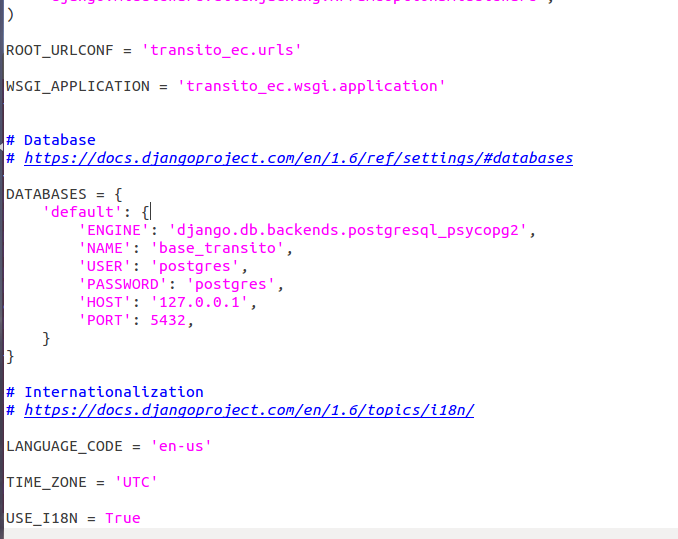 )
ROOT_URLCONF = 'transito_ec.urls'
WSGI_APPLICATION = 'transito_ec.wsgi.application'
# Database
# https://docs.djangoproject.com/en/1.6/ref/settings/#databases
DATABASES = {
    'default': {
        'ENGINE': 'django.db.backends.postgresql_psycopg2',
        'NAME': 'base_transito',
        'USER': 'postgres',
        'PASSWORD': 'postgres',
        'HOST': '127.0.0.1',
        'PORT': 5432,
    }
}
# Internationalization
# https://docs.djangoproject.com/en/1.6/topics/i18n/
LANGUAGE_CODE = 'en-us'
TIME_ZONE = 'UTC'
USE_I18N = True